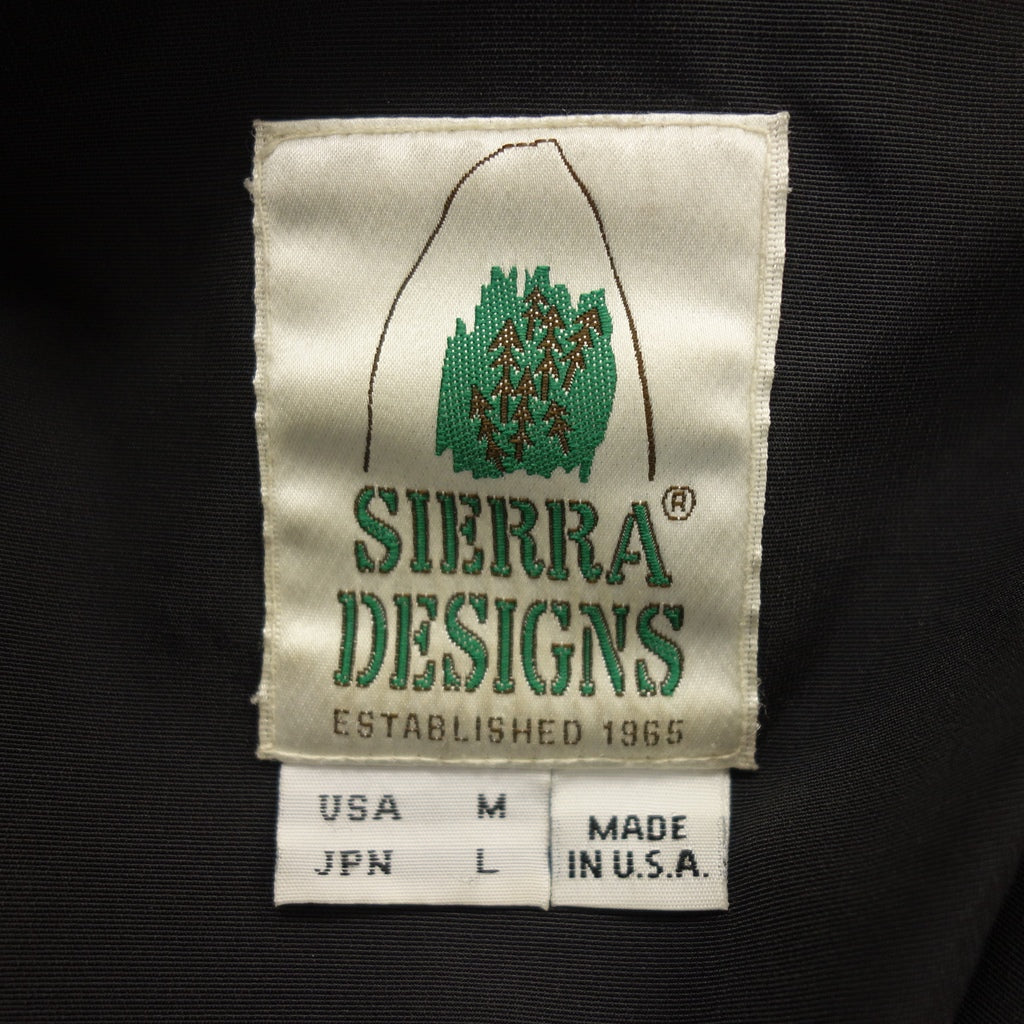 SIERRA®
DESIGNS
ESTABLISHED 1965
USA M
JPN L
MADE
IN U.S.A.